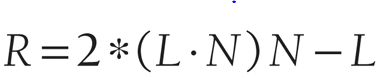 R = 2 * (L · N) N − L